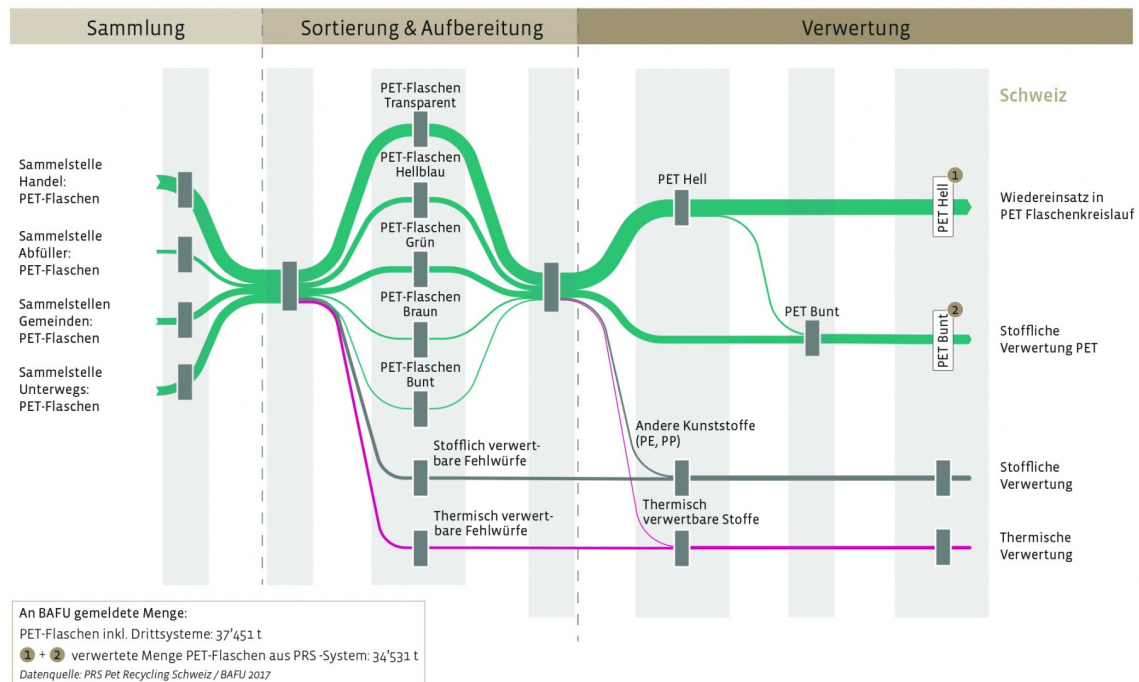 Sammlung
Sortierung & Aufbereitung
Verwertung
Schweiz
Sammelstelle
Handel:
PET-Flaschen
Sammelstelle
Abfüller:
PET-Flaschen
Sammelstellen
Gemeinden:
PET-Flaschen
Sammelstelle
Unterwegs:
PET-Flaschen
PET-Flaschen
Transparent
PET-Flaschen
Hellblau
PET-Flaschen
Grün
PET-Flaschen
Braun
PET-Flaschen
Bunt
Stofflich verwert-
bare Fehlwürfe
Thermisch verwert-
bare Fehlwürfe
PET Hell
PET Bunt
Andere Kunststoffe
(PE, PP)
Thermisch
verwertbare Stoffe
1
PET Hell
2
PET Bunt
Wiedereinsatz in
PET Flaschenkreislauf
Stoffliche
Verwertung PET
Stoffliche
Verwertung
Thermische
Verwertung
An BAFU gemeldete Menge:
PET-Flaschen inkl. Drittsysteme: 37’451 t
1 + 2 verwertete Menge PET-Flaschen aus PRS -System: 34’531 t
Datenquelle: PRS Pet Recycling Schweiz / BAFU 2017